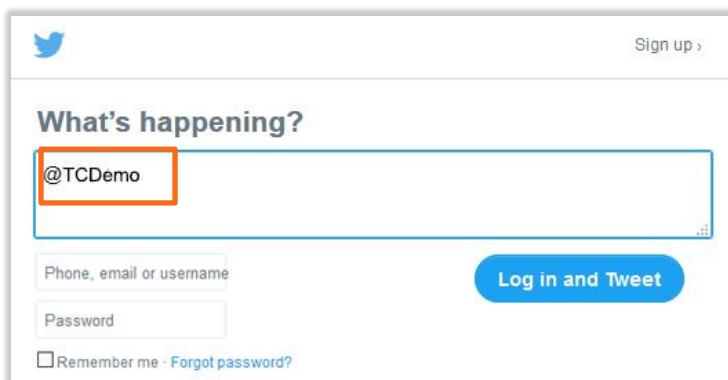 Sign up ›
What's happening?
@TCDemo
Phone, email or username
Log in and Tweet
Password
Remember me · Forgot password?